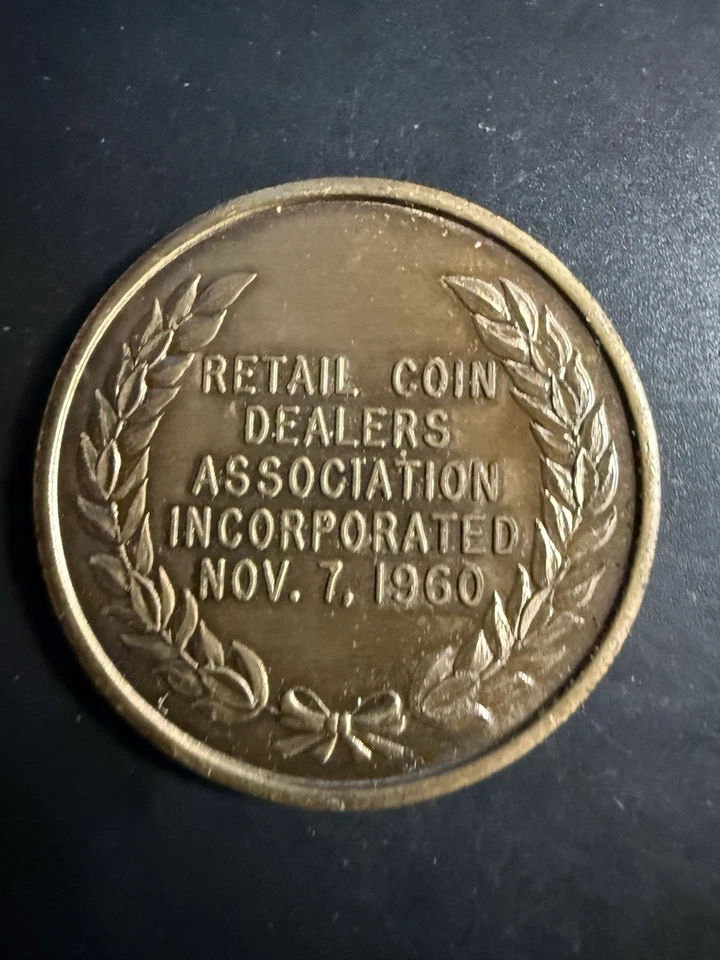 RETAIL COIN
DEALERS
ASSOCIATION
INCORPORATED
NOV. 7, 1960